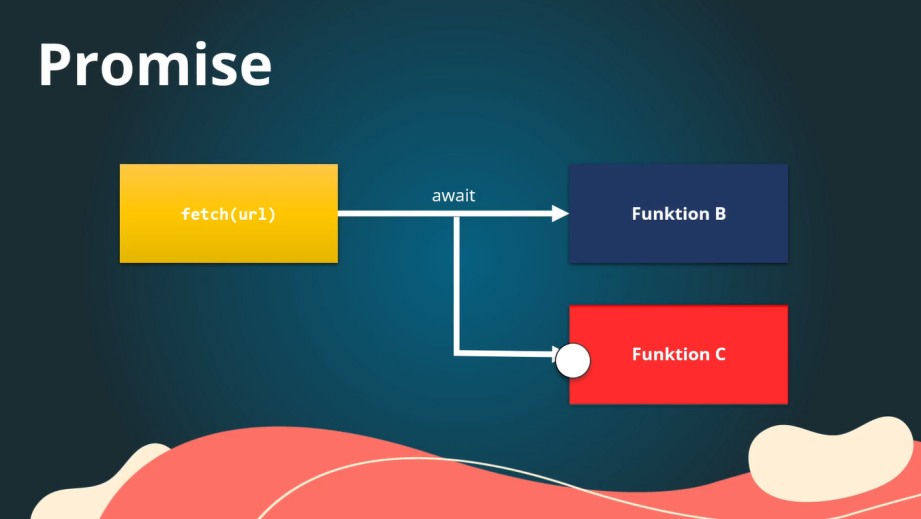 Promise
await
fetch(url)
Funktion B
Funktion C